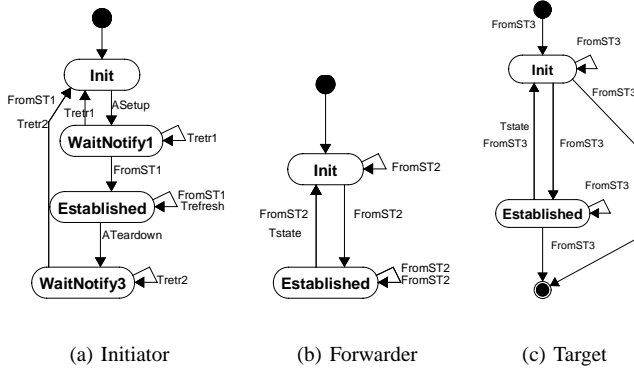 Init
FromST1
Tretr2
Tretr1
ASetup
WaitNotify1
Tretr1
FromST1
Established
FromST1
Trefresh
ATeardown
WaitNotify3
Tretr2
(a) Initiator
Init
FromST2
FromST2
Tstate
FromST2
Established
FromST2
FromST2
(b) Forwarder
FromST3
FromST3
Init
FromST3
Tstate
FromST3
FromST3
FromST3
Established
FromST3
(c) Target